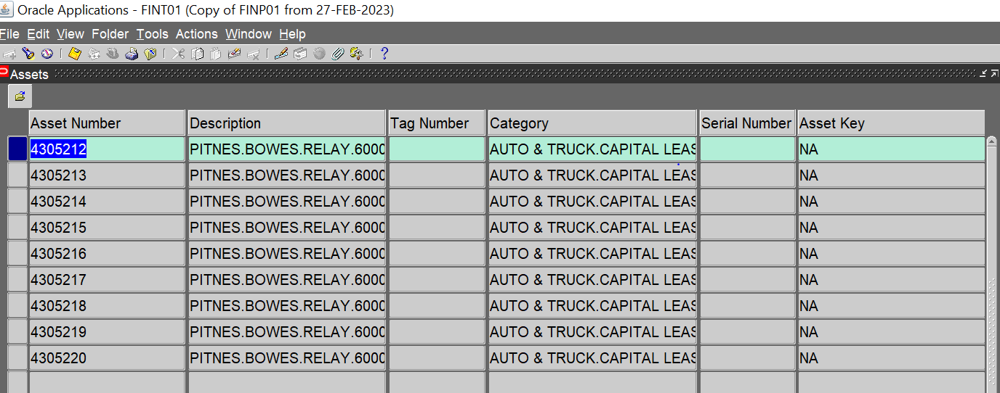 Oracle Applications - FINT01 (Copy of FINP01 from 27-FEB-2023)
File Edit View Folder Tools Actions Window Help
Assets
Asset Number Description Tag Number Category Serial Number Asset Key
4305212 PITNES.BOWES.RELAY.6000 AUTO & TRUCK.CAPITAL LEAS NA
4305213 PITNES.BOWES.RELAY.6000 AUTO & TRUCK.CAPITAL LEAS NA
4305214 PITNES.BOWES.RELAY.6000 AUTO & TRUCK.CAPITAL LEAS NA
4305215 PITNES.BOWES.RELAY.6000 AUTO & TRUCK.CAPITAL LEAS NA
4305216 PITNES.BOWES.RELAY.6000 AUTO & TRUCK.CAPITAL LEAS NA
4305217 PITNES.BOWES.RELAY.6000 AUTO & TRUCK.CAPITAL LEAS NA
4305218 PITNES.BOWES.RELAY.6000 AUTO & TRUCK.CAPITAL LEAS NA
4305219 PITNES.BOWES.RELAY.6000 AUTO & TRUCK.CAPITAL LEAS NA
4305220 PITNES.BOWES.RELAY.6000 AUTO & TRUCK.CAPITAL LEAS NA